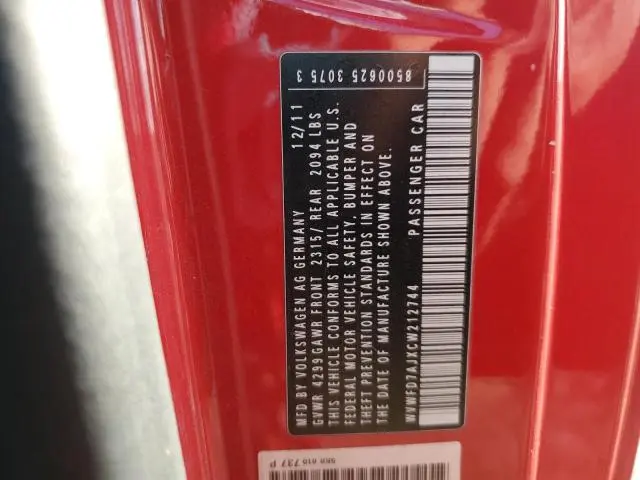 8500625 3075 3
MFD BY VOLKSWAGEN AG GERMANY 12/11
GVWR 4299GAWR FRONT 2315/ REAR 2094 LBS
THIS VEHICLE CONFORMS TO ALL APPLICABLE U.S.
FEDERAL MOTOR VEHICLE SAFETY, BUMPER AND
THEFT PREVENTION STANDARDS IN EFFECT ON
THE DATE OF MANUFACTURE SHOWN ABOVE.
WVWFD7AJXCW212744 PASSENGER CAR
737 P